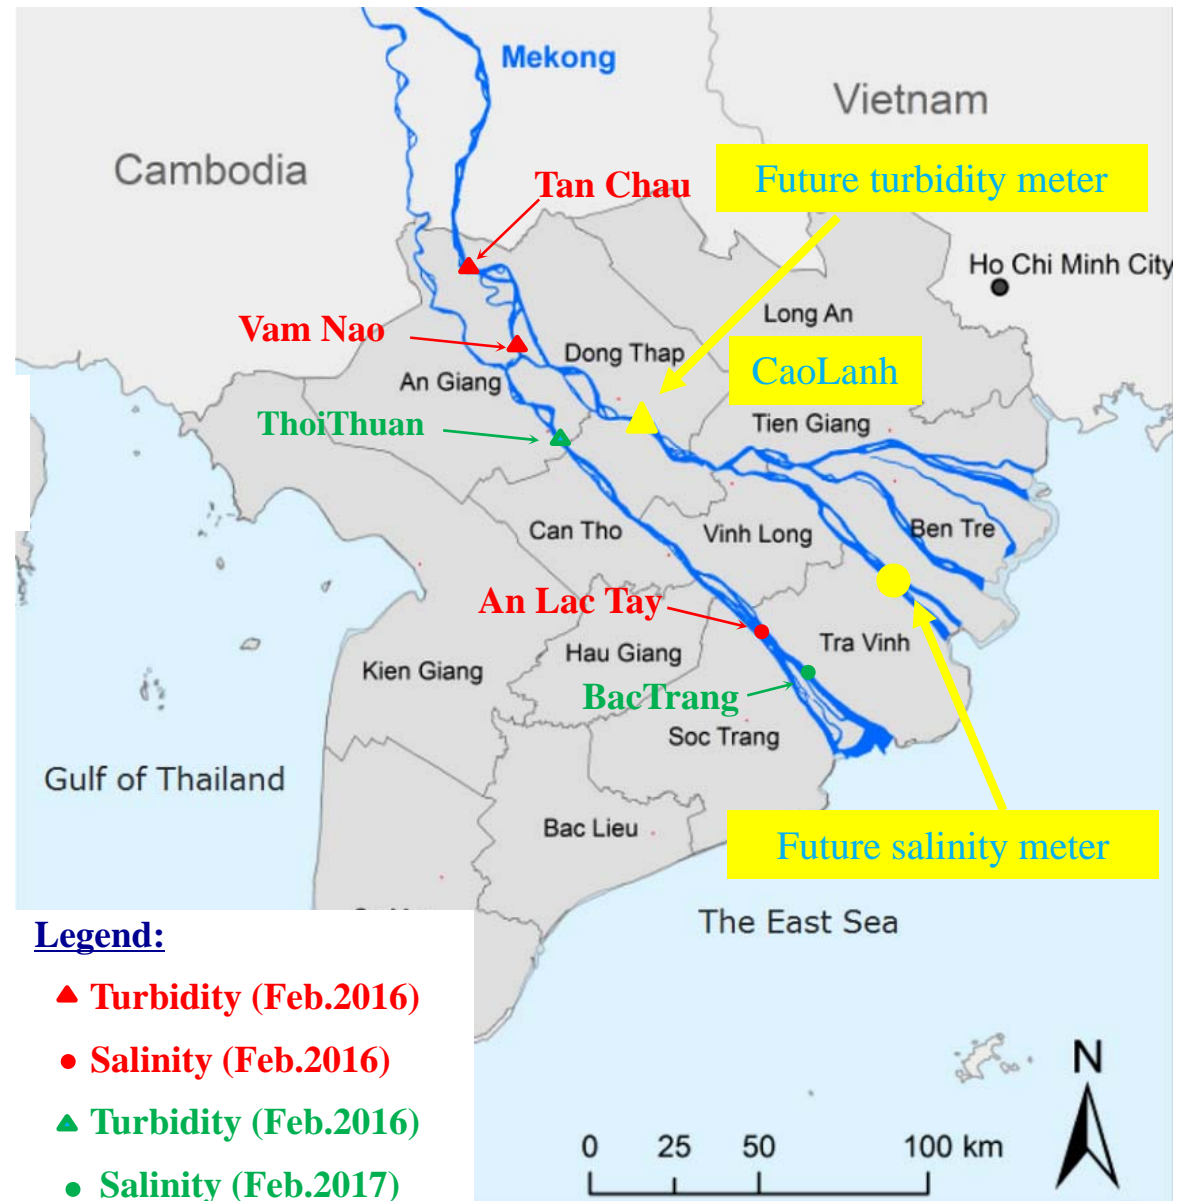 Mekong
Vietnam
Cambodia
Future turbidity meter
Tan Chau
Ho Chi Minh City
Long An
Vam Nao
Dong Thap
CaoLanh
An Giang
ThoiThuan
Tien Giang
Can Tho
Vinh Long
Ben Tre
An Lac Tay
Tra Vinh
Hau Giang
Kien Giang
BacTrang
Soc Trang
Gulf of Thailand
Bac Lieu
Future salinity meter
The East Sea
Legend:
Turbidity (Feb.2016)
Salinity (Feb.2016)
Turbidity (Feb.2016)
Salinity (Feb.2017)
N
0 25 50 100 km